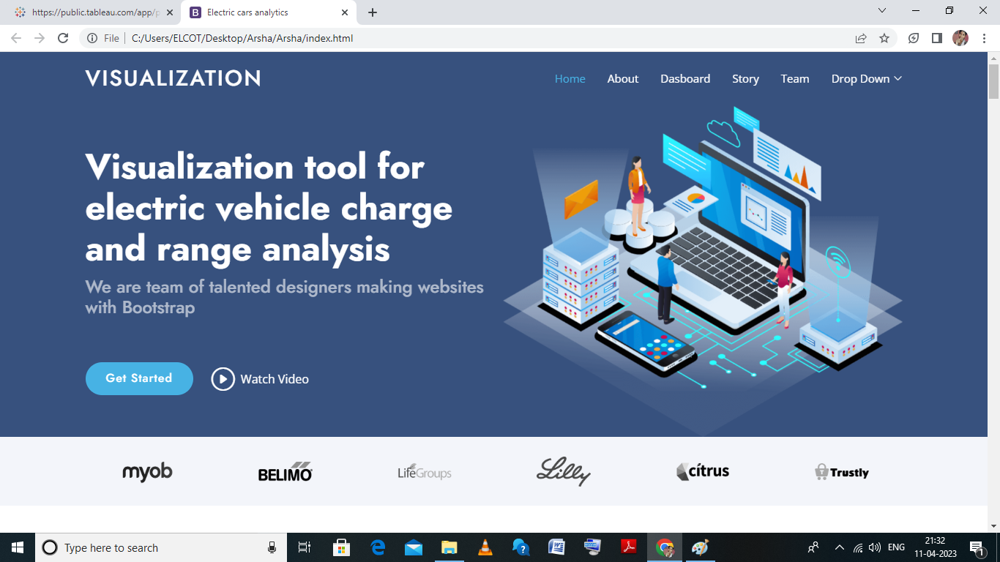 https://public.tableau.com/app/p
Electric cars analytics
File
C:/Users/ELCOT/Desktop/Arsha/Arsha/index.html
VISUALIZATION
Home About Dasboard Story Team Drop Down
Visualization tool for
electric vehicle charge
and range analysis
We are team of talented designers making websites
with Bootstrap
Get Started
Watch Video
myob
BELIMO
LifeGroups
Lilly
citrus
Trustly
Type here to search
ENG
21:32
11-04-2023
1